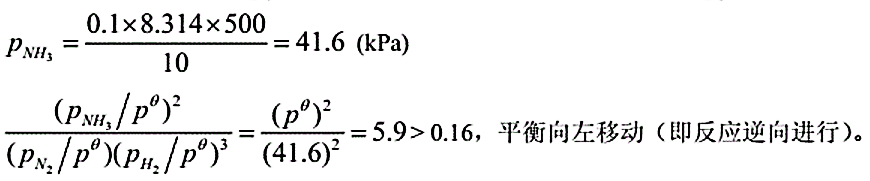 p_{NH_3} = \frac{0.1×8.314×500}{10} = 41.6 (kPa)
\frac{(p_{NH_3}/p^θ)^2}{(p_{N_2}/p^θ)(p_{H_2}/p^θ)^3} = \frac{(p^θ)^2}{(41.6)^2} = 5.9 > 0.16，平衡向左移动（即反应逆向进行）。